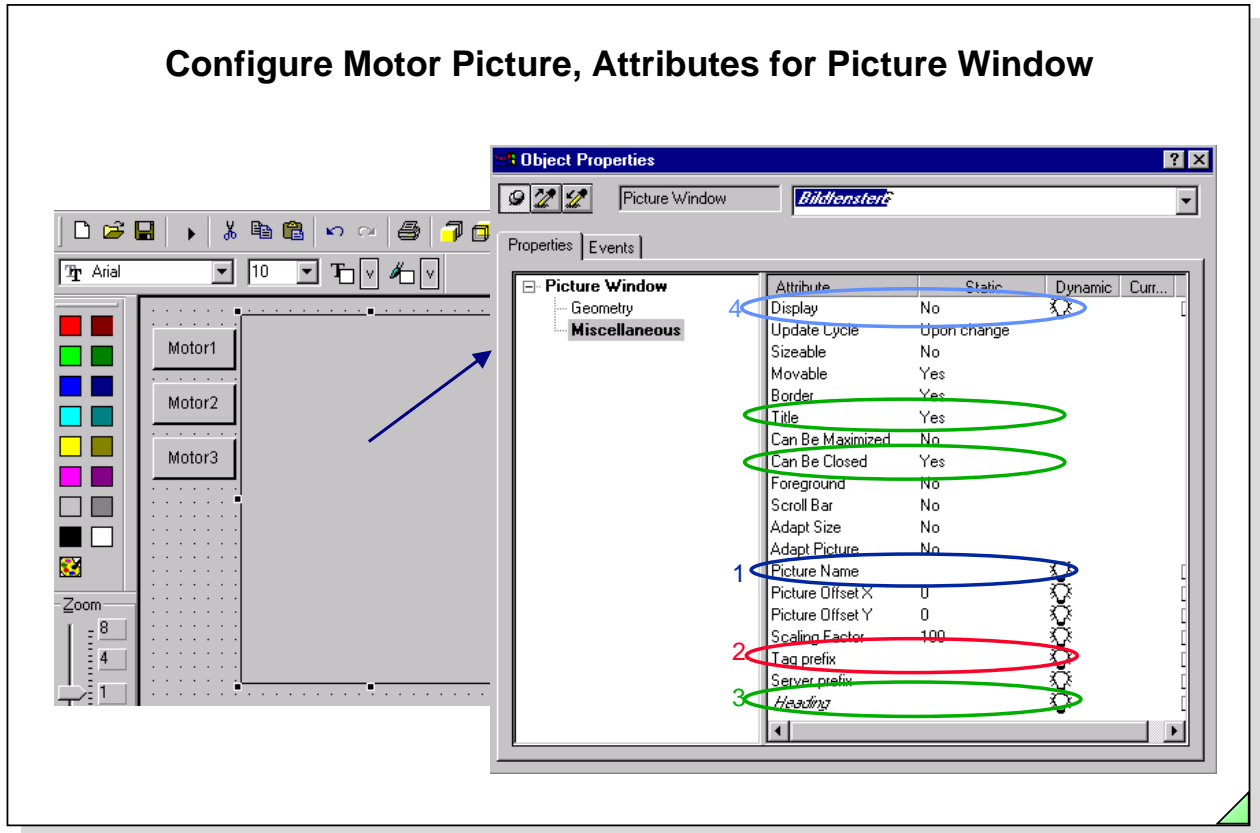 Configure Motor Picture, Attributes for Picture Window
Object Properties
Picture Window
Properties Events
Arial 10
Motor1
Motor2
Motor3
Zoom
8
4
1
Picture Window
Geometry
Miscellaneous
Attribute Static Dynamic Curr...
4 Display No
Update Cycle Upon change
Sizeable No
Movable Yes
Border Yes
Title Yes
Can Be Maximized No
Can Be Closed Yes
Foreground No
Scroll Bar No
Adapt Size No
Adapt Picture No
1 Picture Name
Picture Offset X 0
Picture Offset Y 0
Scaling Factor 100
2 Tag prefix
Server prefix
3 Heading